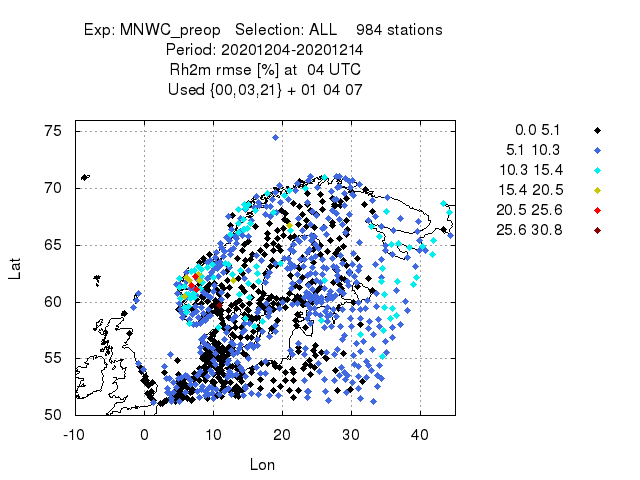 Exp: MNWC_preop   Selection: ALL    984 stations
Period: 20201204-20201214
Rh2m rmse [%] at  04 UTC
Used {00,03,21} + 01 04 07
0.0 5.1
5.1 10.3
10.3 15.4
15.4 20.5
20.5 25.6
25.6 30.8
75
70
65
60
55
50
Lat
-10 0 10 20 30 40
Lon